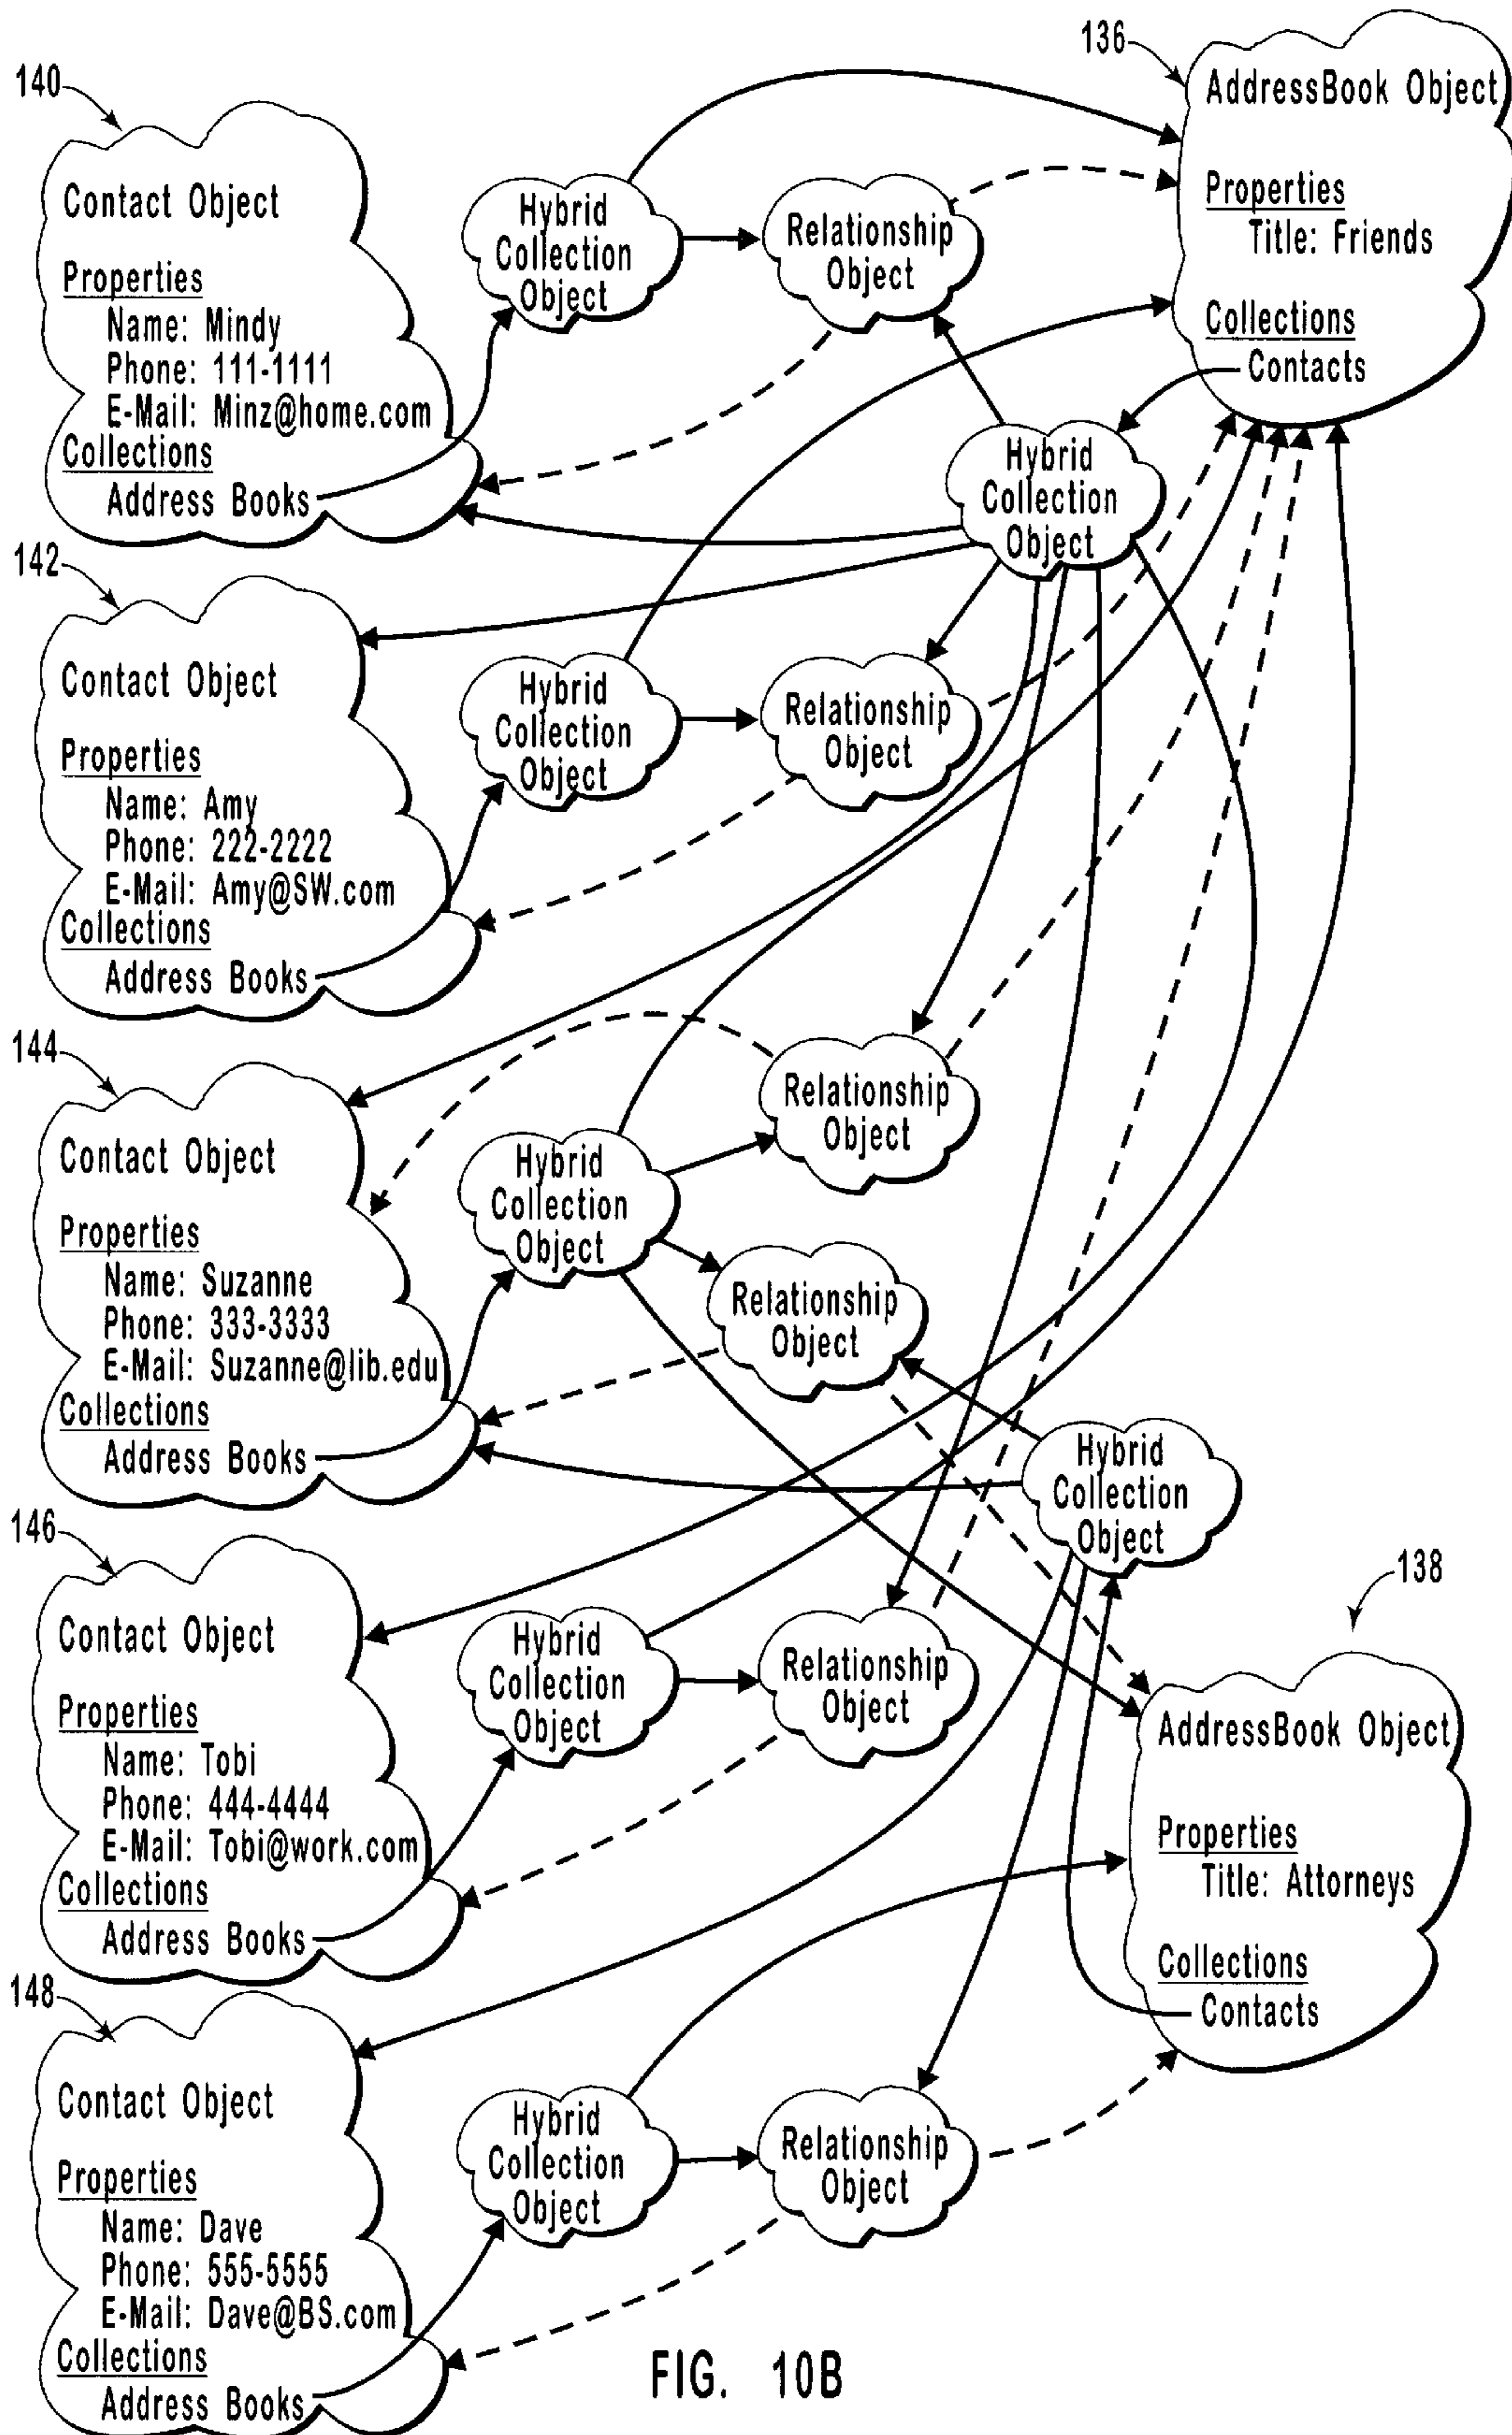 136
AddressBook Object
Properties
Title: Friends
Collections
Contacts
140
Contact Object
Properties
Name: Mindy
Phone: 111-1111
E-Mail: Minz@home.com
Collections
Address Books
Hybrid
Collection
Object
Relationship
Object
Hybrid
Collection
Object
142
Contact Object
Properties
Name: Amy
Phone: 222-2222
E-Mail: Amy@SW.com
Collections
Address Books
Hybrid
Collection
Object
Relationship
Object
144
Contact Object
Properties
Name: Suzanne
Phone: 333-3333
E-Mail: Suzanne@lib.edu
Collections
Address Books
Hybrid
Collection
Object
Relationship
Object
Relationship
Object
Hybrid
Collection
Object
146
Contact Object
Properties
Name: Tobi
Phone: 444-4444
E-Mail: Tobi@work.com
Collections
Address Books
Hybrid
Collection
Object
Relationship
Object
138
AddressBook Object
Properties
Title: Attorneys
Collections
Contacts
148
Contact Object
Properties
Name: Dave
Phone: 555-5555
E-Mail: Dave@BS.com
Collections
Address Books
Hybrid
Collection
Object
Relationship
Object
FIG. 10B